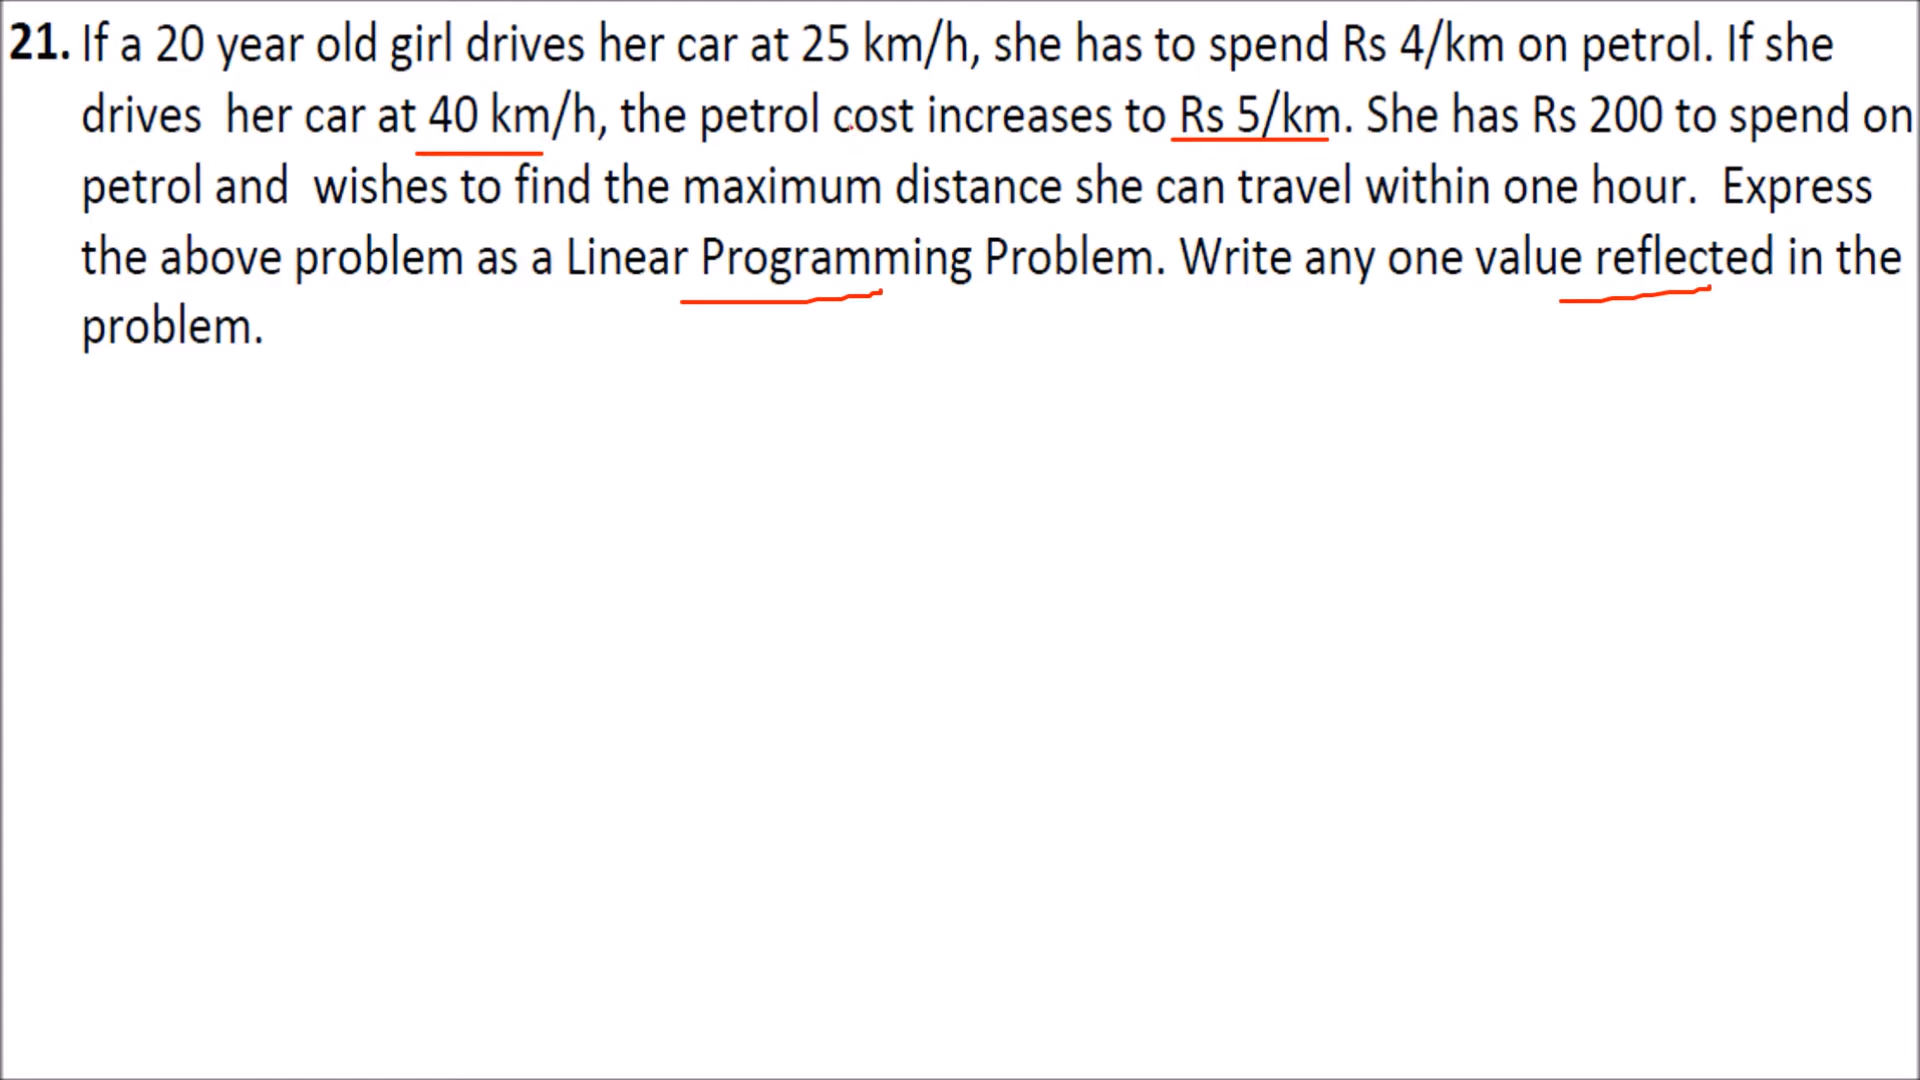 21. If a 20 year old girl drives her car at 25 km/h, she has to spend Rs 4/km on petrol. If she
drives her car at 40 km/h, the petrol cost increases to Rs 5/km. She has Rs 200 to spend on
petrol and wishes to find the maximum distance she can travel within one hour. Express
the above problem as a Linear Programming Problem. Write any one value reflected in the
problem.